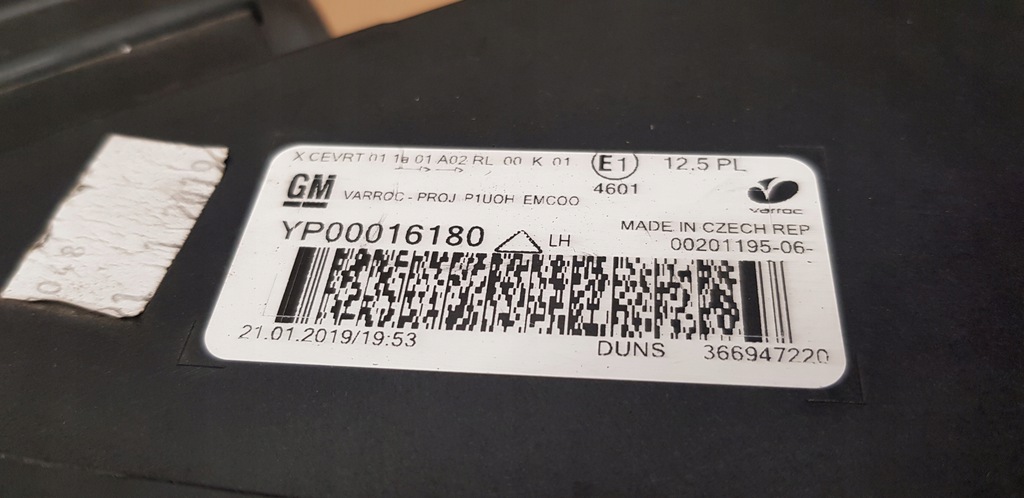 X CEVRT 01 1a 01 A02 RL 00 K 01 E1 12.5 PL
4601
GM VARROC - PROJ P1UOH EMCOO
varroc
YP00016180 LH
MADE IN CZECH REP
00201195-06-
21.01.2019/19:53
DUNS 366947220